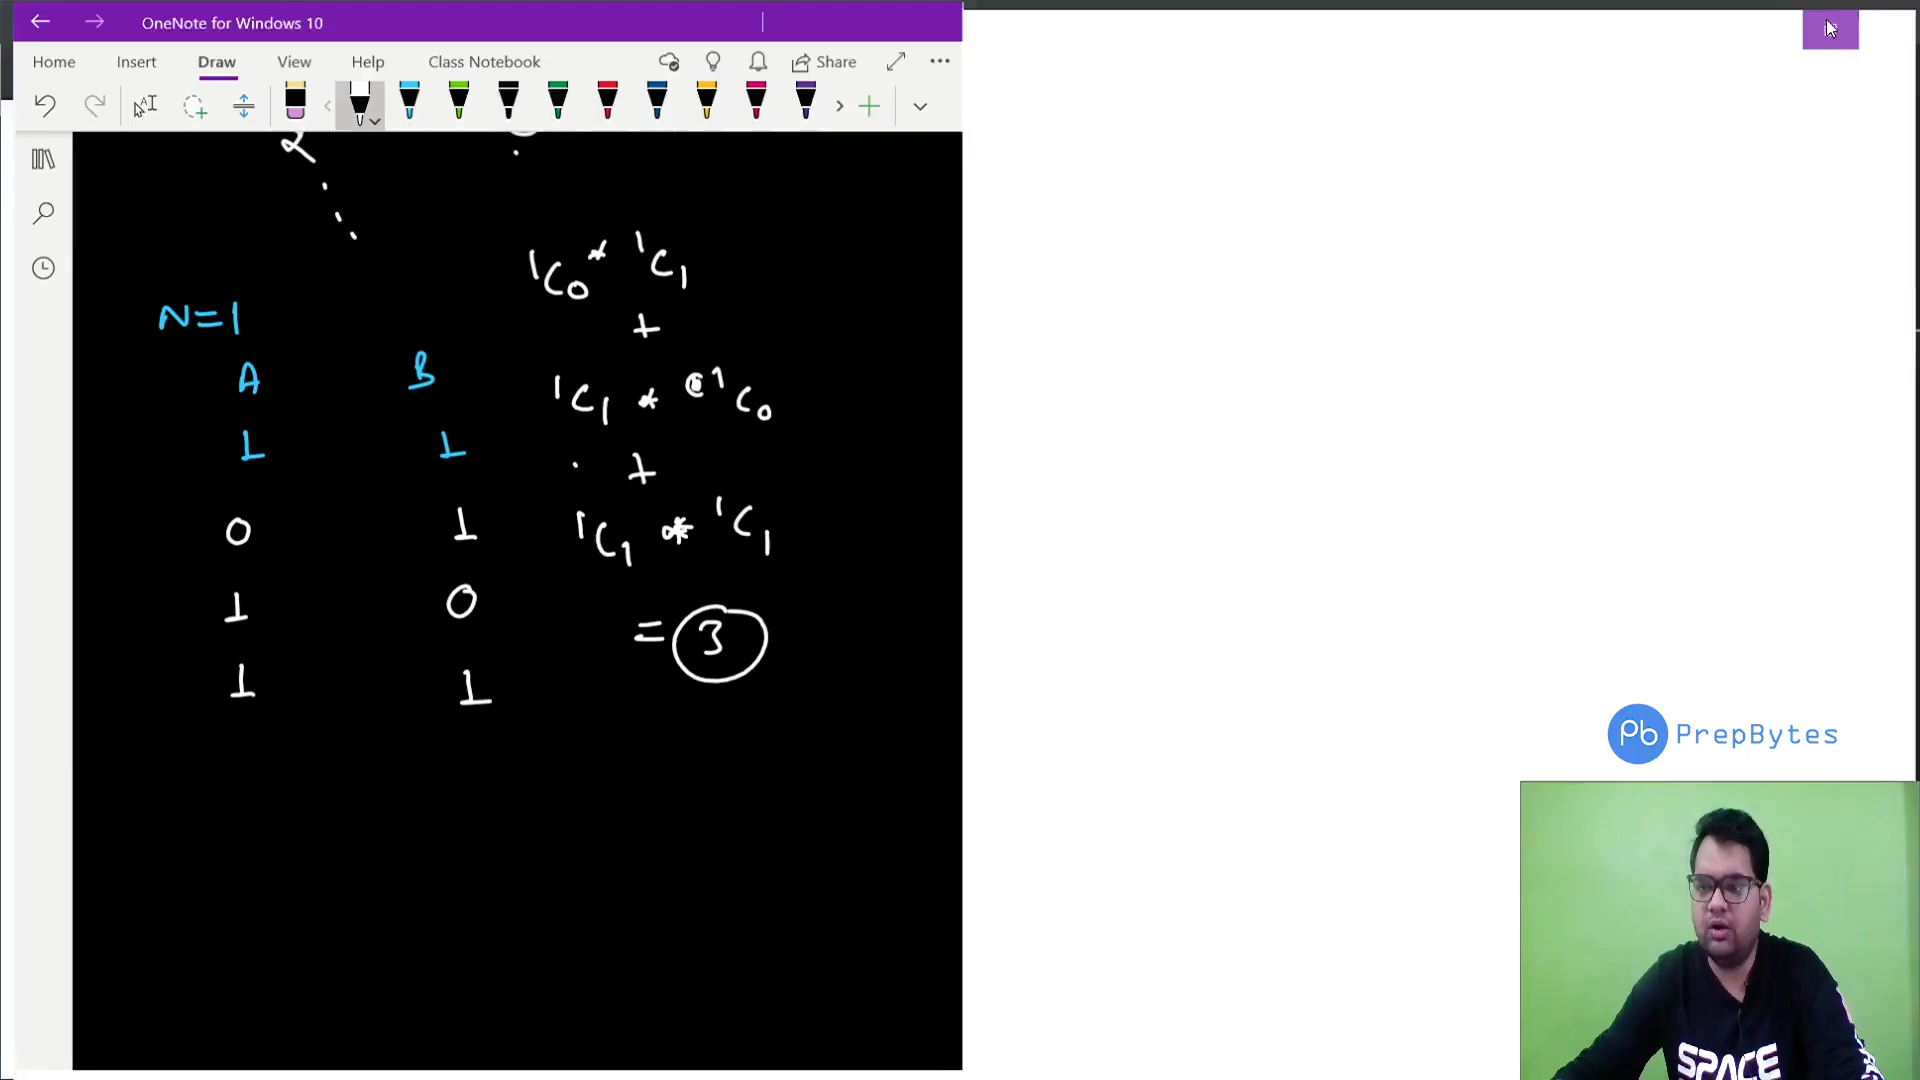 OneNote for Windows 10
Home Insert Draw View Help Class Notebook Share
¹C₀ * ¹C₁
+
N=1
A B
¹C₁ * ¹C₀
1 1
+
0 1
¹C₁ * ¹C₁
1 0
= 3
1 1
Pb PrepBytes
SPACE